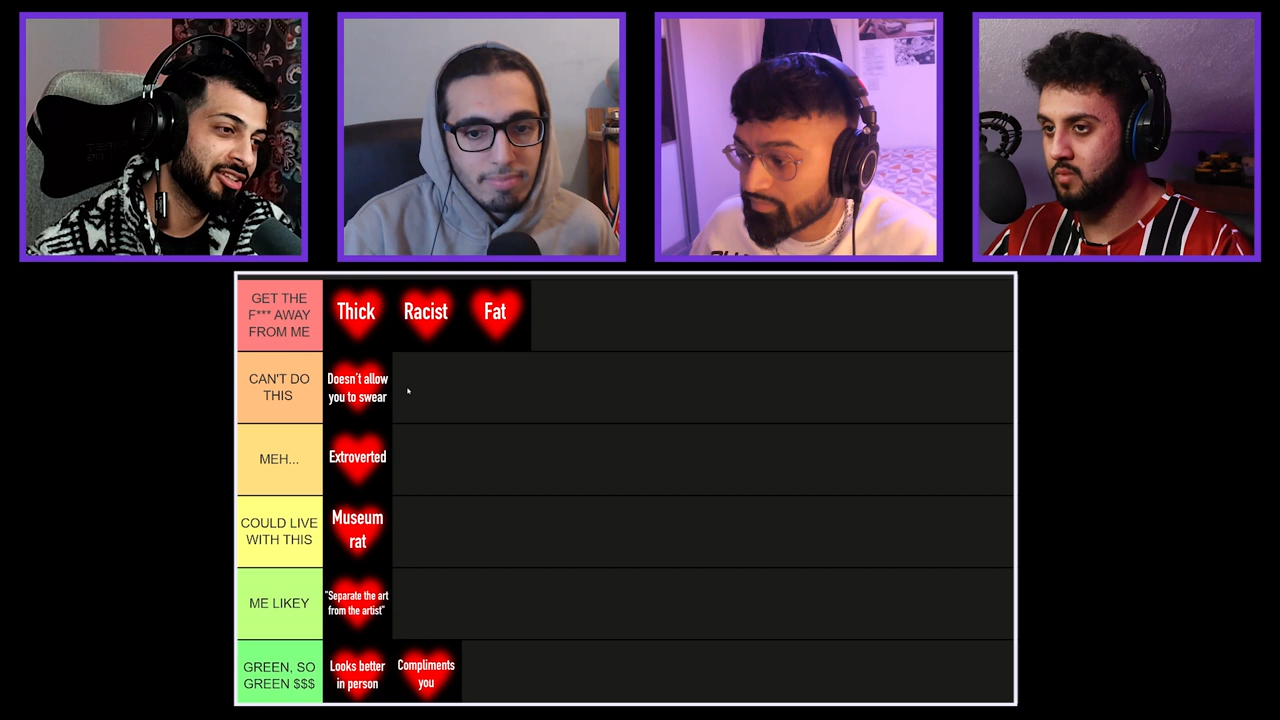 GET THE
F*** AWAY
FROM ME
Thick
Racist
Fat
CAN'T DO
THIS
Doesn't allow
you to swear
MEH...
Extroverted
COULD LIVE
WITH THIS
Museum
rat
ME LIKEY
"Separate the art
from the artist"
GREEN, SO
GREEN $$$
Looks better
in person
Compliments
you